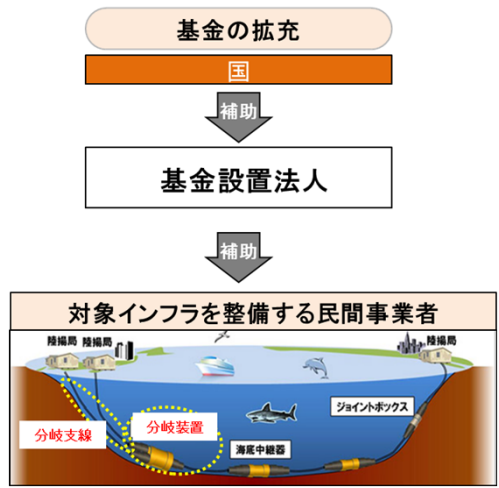 基金の拡充
国
補助
基金設置法人
補助
対象インフラを整備する民間事業者
陸揚局 陸揚局
陸揚局
ジョイントボックス
分岐支線
分岐装置
海底中継器